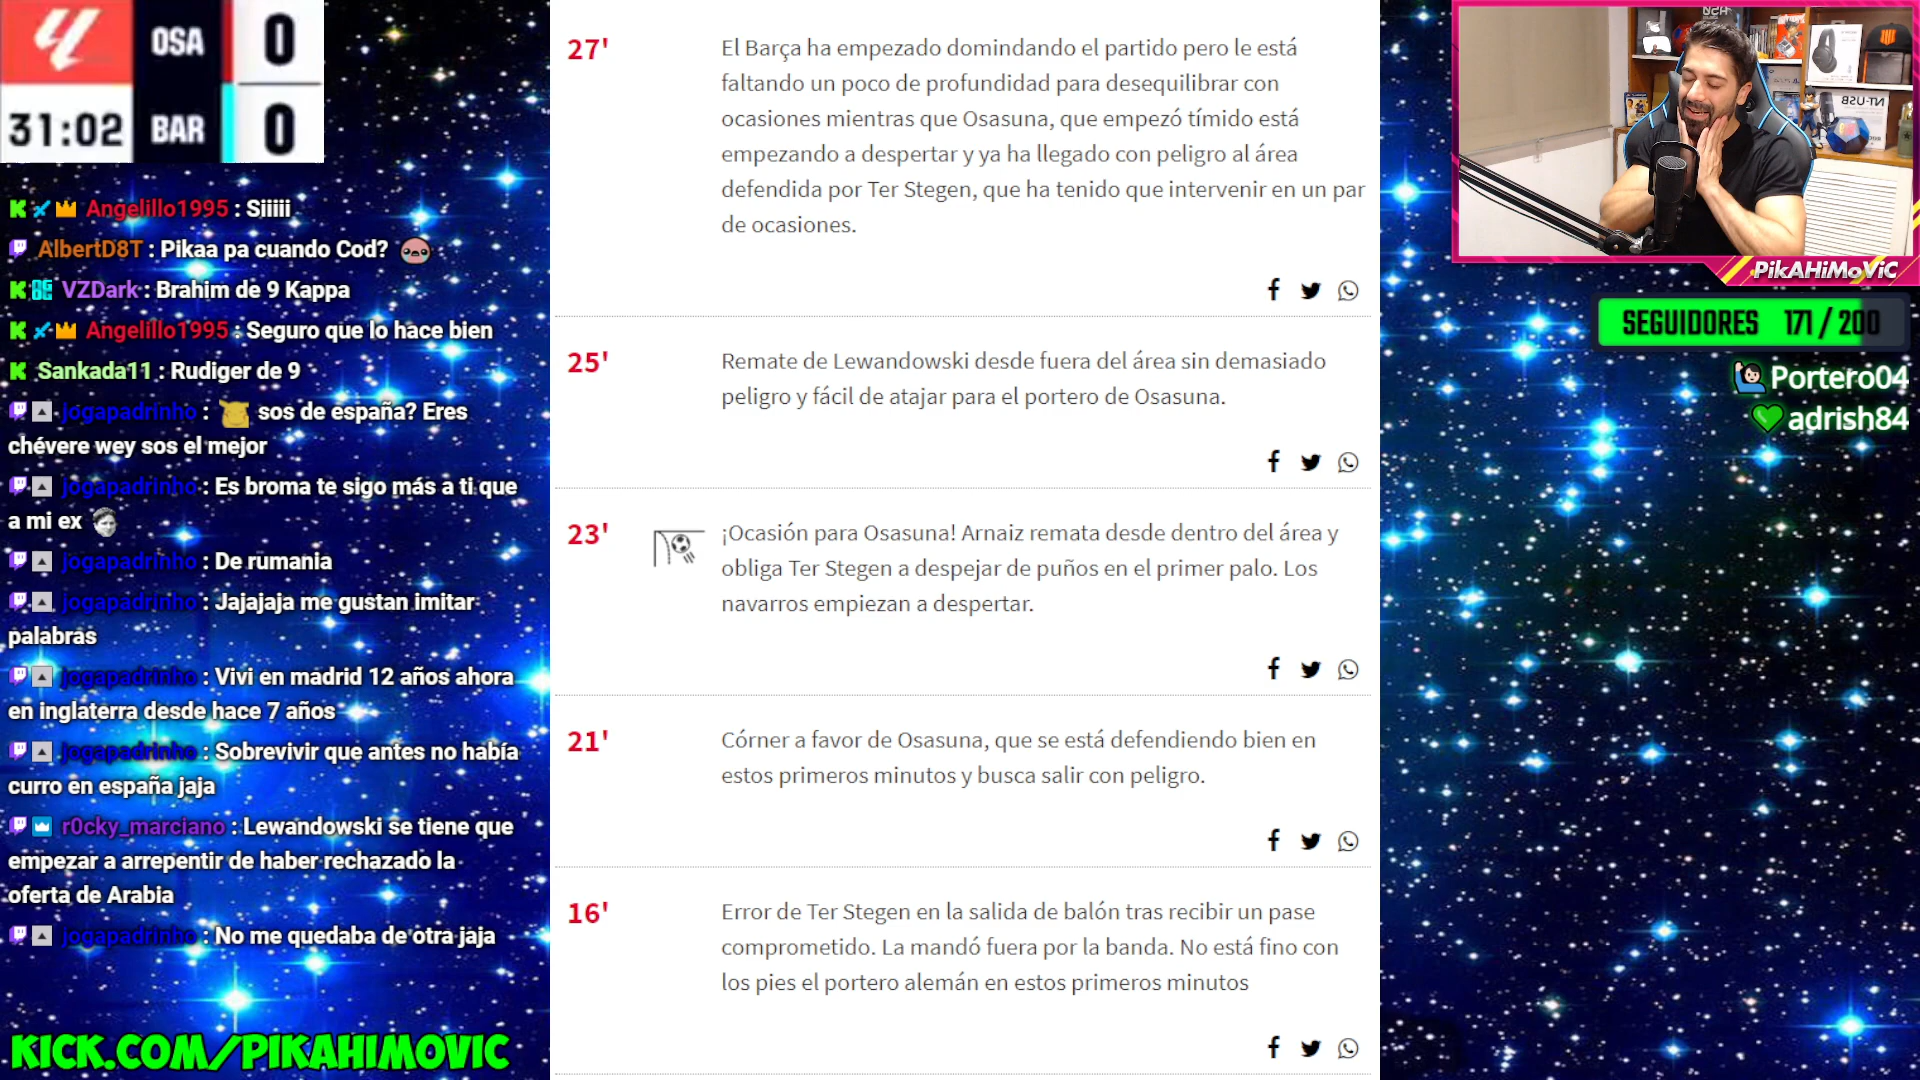 OSA 0
31:02 BAR 0
Angelillo1995 : Siiiii
AlbertD8T : Pikaa pa cuando Cod?
VZDark : Brahim de 9 Kappa
Angelillo1995 : Seguro que lo hace bien
Sankada11 : Rudiger de 9
jogapadrinho : sos de españa? Eres
chévere wey sos el mejor
jogapadrinho : Es broma te sigo más a ti que
a mi ex
jogapadrinho : De rumania
jogapadrinho : Jajajaja me gustan imitar
palabras
jogapadrinho : Vivi en madrid 12 años ahora
en inglaterra desde hace 7 años
jogapadrinho : Sobrevivir que antes no había
curro en españa jaja
r0cky_marciano : Lewandowski se tiene que
empezar a arrepentir de haber rechazado la
oferta de Arabia
jogapadrinho : No me quedaba de otra jaja
KICK.COM/PIKAHIMOVIC
27' El Barça ha empezado domindando el partido pero le está
faltando un poco de profundidad para desequilibrar con
ocasiones mientras que Osasuna, que empezó tímido está
empezando a despertar y ya ha llegado con peligro al área
defendida por Ter Stegen, que ha tenido que intervenir en un par
de ocasiones.
25' Remate de Lewandowski desde fuera del área sin demasiado
peligro y fácil de atajar para el portero de Osasuna.
23' ¡Ocasión para Osasuna! Arnaiz remata desde dentro del área y
obliga Ter Stegen a despejar de puños en el primer palo. Los
navarros empiezan a despertar.
21' Córner a favor de Osasuna, que se está defendiendo bien en
estos primeros minutos y busca salir con peligro.
16' Error de Ter Stegen en la salida de balón tras recibir un pase
comprometido. La mandó fuera por la banda. No está fino con
los pies el portero alemán en estos primeros minutos
NT-USB
PikAHiMoViC
SEGUIDORES 171 / 200
Portero04
adrish84